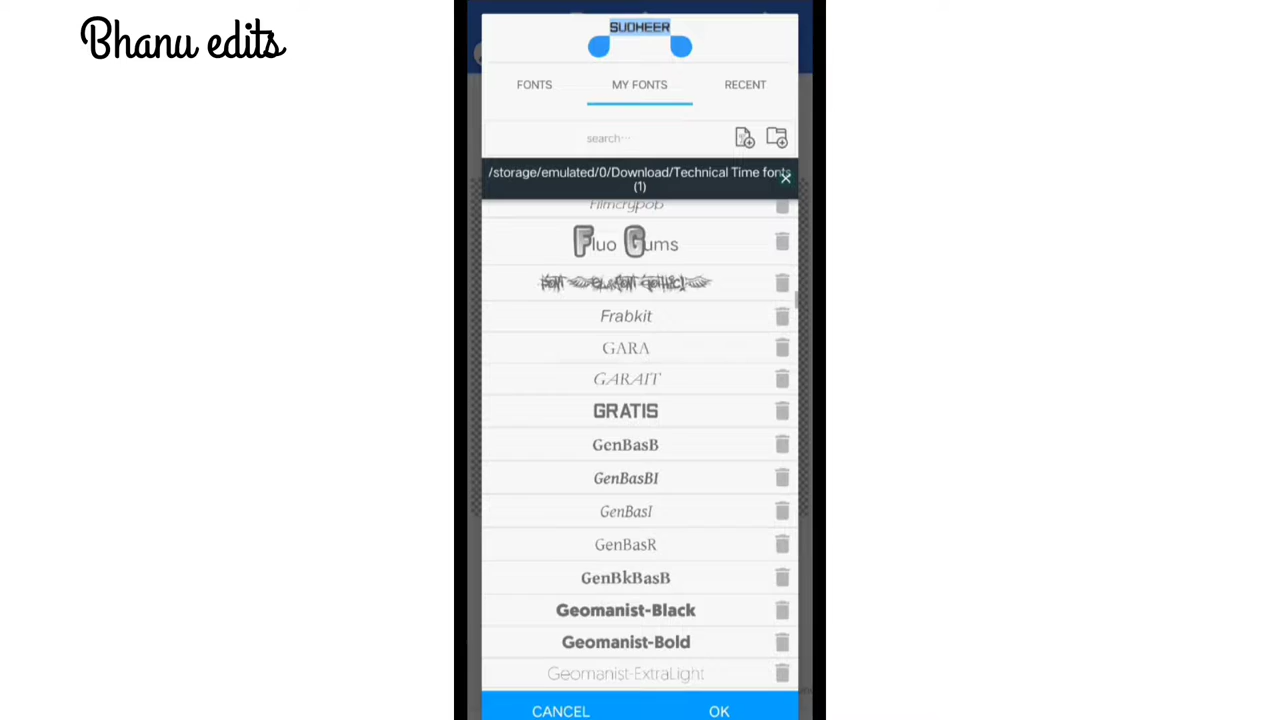 Bhanu edits
SUDHEER
FONTS MY FONTS RECENT
search...
/storage/emulated/0/Download/Technical Time fonts
(1)
Filmcrypob
Fluo Gums
Frabkit
GARA
GARAIT
GRATIS
GenBasB
GenBasBI
GenBasI
GenBasR
GenBkBasB
Geomanist-Black
Geomanist-Bold
Geomanist-ExtraLight
CANCEL OK